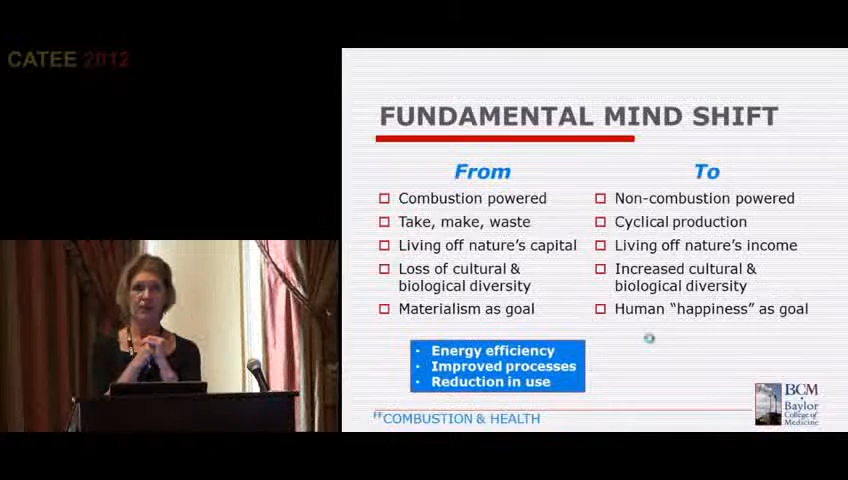 CATEE 2012
FUNDAMENTAL MIND SHIFT
From
To
Combustion powered
Non-combustion powered
Take, make, waste
Cyclical production
Living off nature's capital
Living off nature's income
Loss of cultural &
biological diversity
Increased cultural &
biological diversity
Materialism as goal
Human "happiness" as goal
• Energy efficiency
• Improved processes
• Reduction in use
COMBUSTION & HEALTH
BCM
Baylor
College of
Medicine